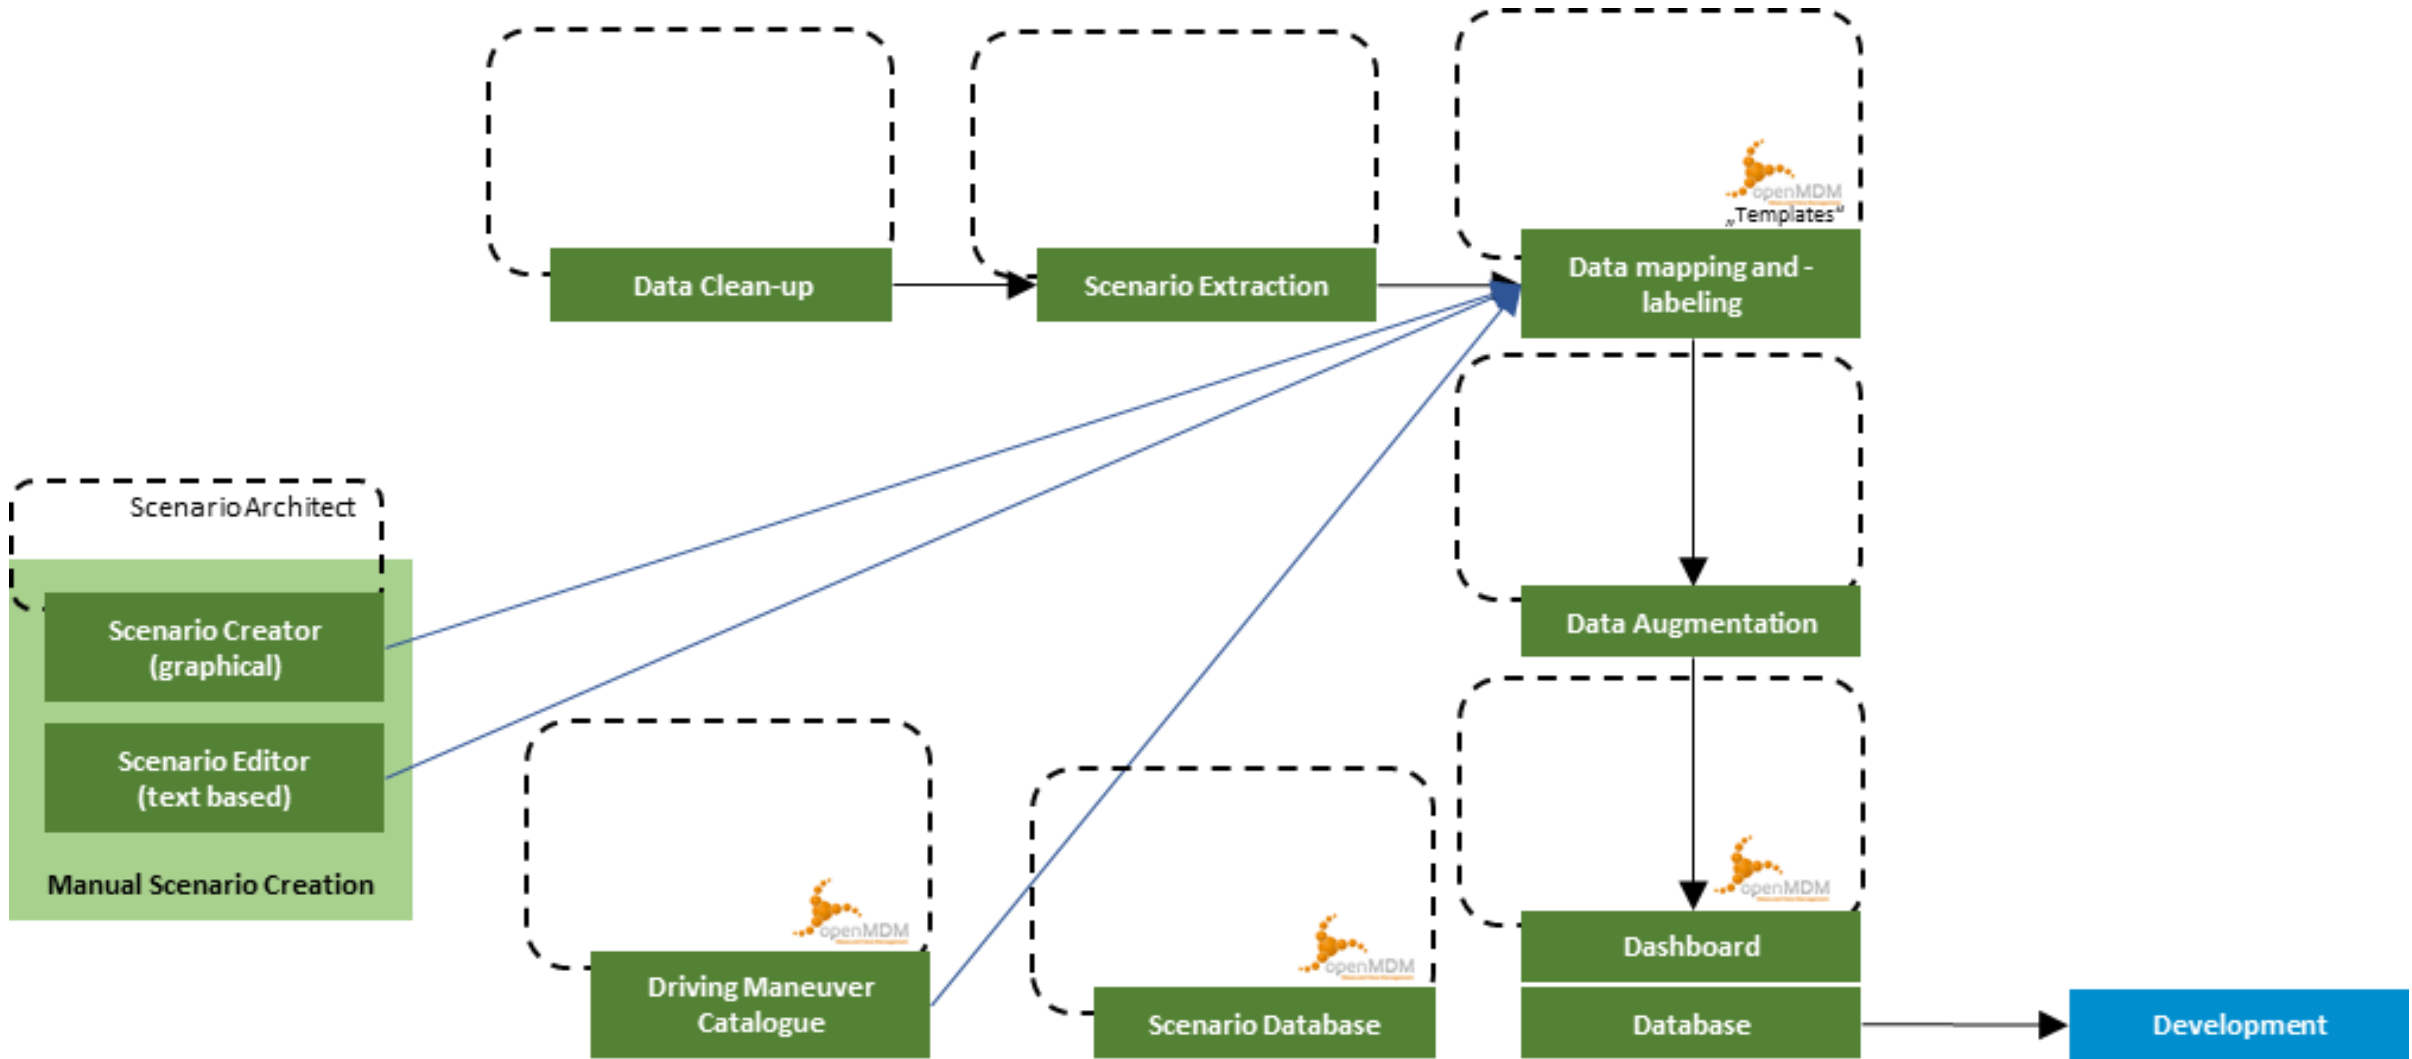 openMDM
„Templates“
Data Clean-up
Scenario Extraction
Data mapping and -
labeling
Scenario Architect
Scenario Creator
(graphical)
Data Augmentation
Scenario Editor
(text based)
Manual Scenario Creation
openMDM
openMDM
openMDM
Dashboard
Driving Maneuver
Catalogue
Scenario Database
Database
Development